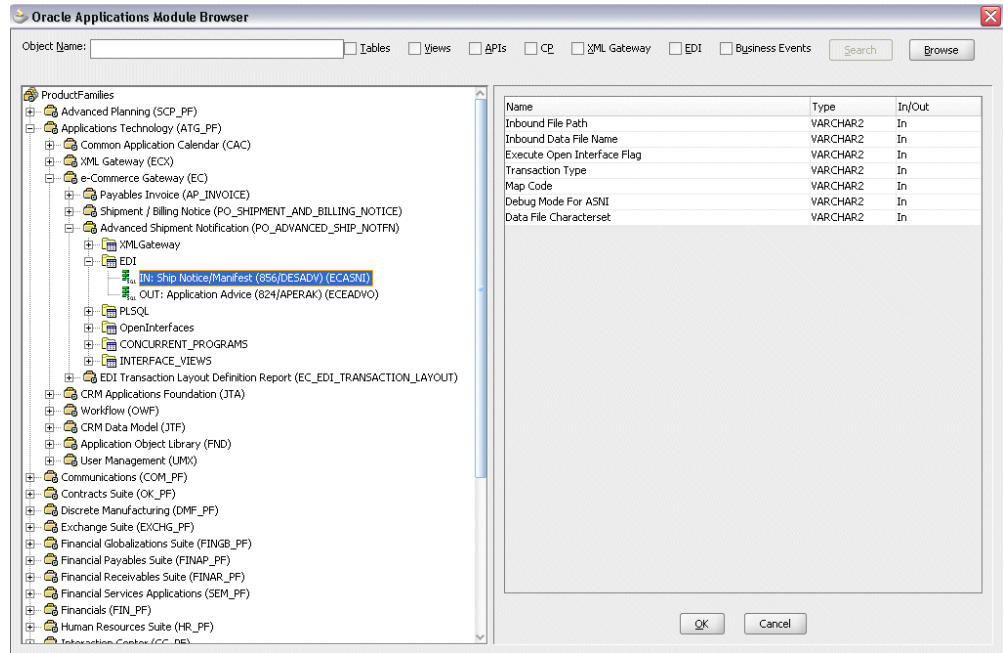 Oracle Applications Module Browser
Object Name: Tables Views APIs CP XML Gateway EDI Business Events Search Browse
ProductFamilies
Advanced Planning (SCP_PF)
Applications Technology (ATG_PF)
Common Application Calendar (CAC)
XML Gateway (ECX)
e-Commerce Gateway (EC)
Payables Invoice (AP_INVOICE)
Shipment / Billing Notice (PO_SHIPMENT_AND_BILLING_NOTICE)
Advanced Shipment Notification (PO_ADVANCED_SHIP_NOTFN)
XMLGateway
EDI
IN: Ship Notice/Manifest (856/DESADV) (ECASNI)
OUT: Application Advice (824/APERAK) (ECEADVO)
PLSQL
OpenInterfaces
CONCURRENT_PROGRAMS
INTERFACE_VIEWS
EDI Transaction Layout Definition Report (EC_EDI_TRANSACTION_LAYOUT)
CRM Applications Foundation (JTA)
Workflow (OWF)
CRM Data Model (JTF)
Application Object Library (FND)
User Management (UMX)
Communications (COM_PF)
Contracts Suite (OK_PF)
Discrete Manufacturing (DMF_PF)
Exchange Suite (EXCHG_PF)
Financial Globalizations Suite (FINGB_PF)
Financial Payables Suite (FINAP_PF)
Financial Receivables Suite (FINAR_PF)
Financial Services Applications (SEM_PF)
Financials (FIN_PF)
Human Resources Suite (HR_PF)
Interaction Center (CC_PF)
Name Type In/Out
Inbound File Path VARCHAR2 In
Inbound Data File Name VARCHAR2 In
Execute Open Interface Flag VARCHAR2 In
Transaction Type VARCHAR2 In
Map Code VARCHAR2 In
Debug Mode For ASNI VARCHAR2 In
Data File Characterset VARCHAR2 In
OK Cancel